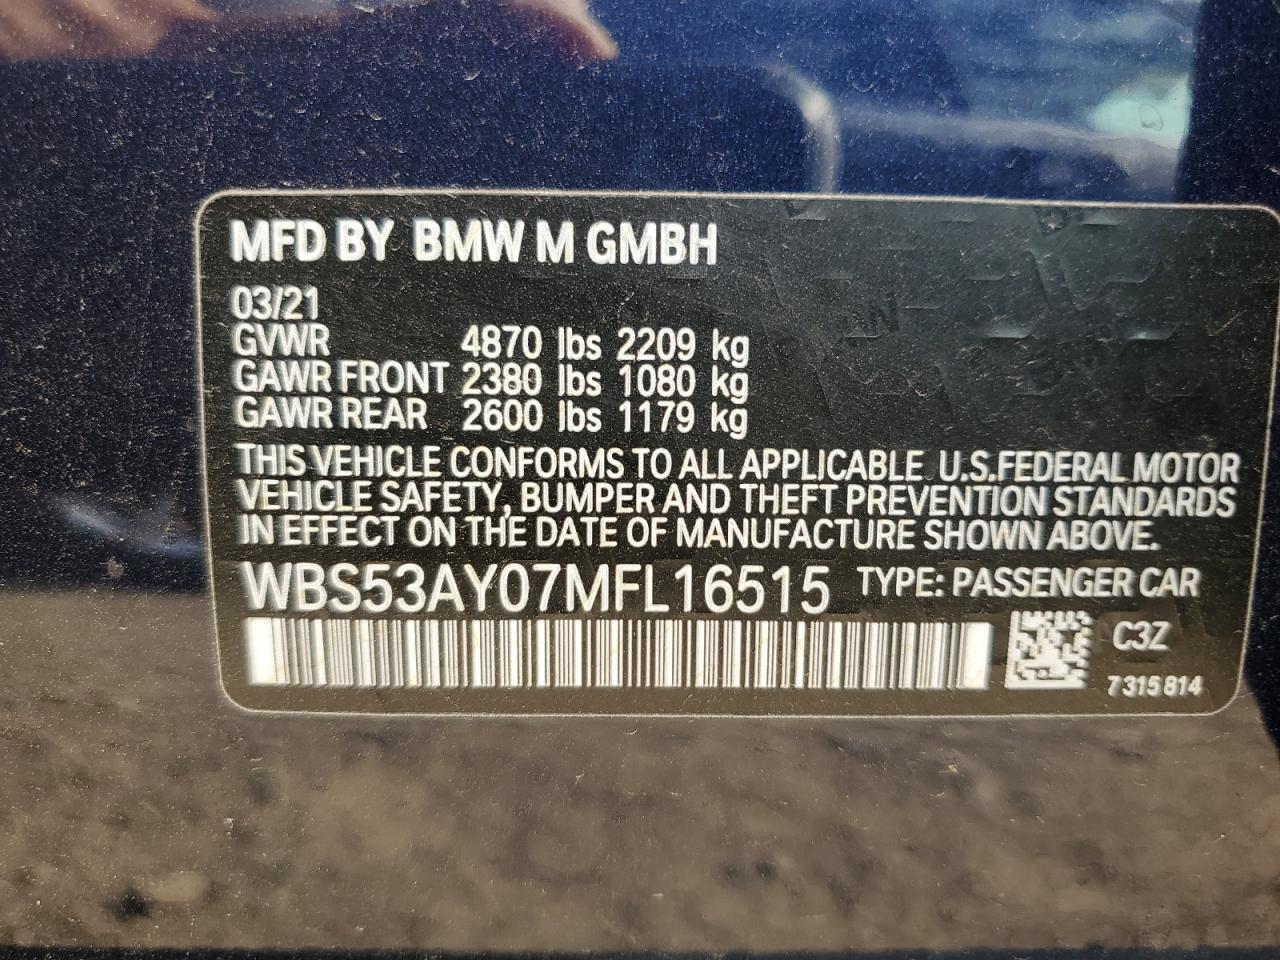 MFD BY BMW M GMBH
03/21
GVWR 4870 lbs 2209 kg
GAWR FRONT 2380 lbs 1080 kg
GAWR REAR 2600 lbs 1179 kg
THIS VEHICLE CONFORMS TO ALL APPLICABLE U.S.FEDERAL MOTOR
VEHICLE SAFETY, BUMPER AND THEFT PREVENTION STANDARDS
IN EFFECT ON THE DATE OF MANUFACTURE SHOWN ABOVE.
WBS53AY07MFL16515 TYPE: PASSENGER CAR
C3Z
7315814